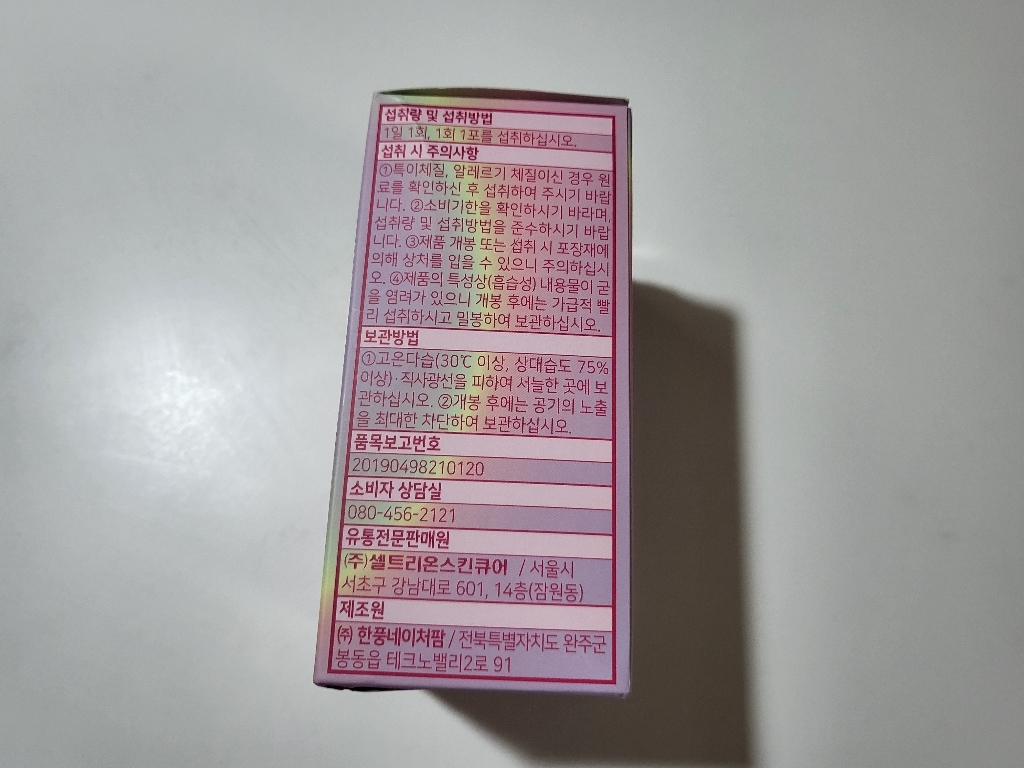 섭취량 및 섭취방법
1일 1회, 1회 1포를 섭취하십시오.
섭취 시 주의사항
①특이체질, 알레르기 체질이신 경우 원
료를 확인하신 후 섭취하여 주시기 바랍
니다. ②소비기한을 확인하시기 바라며,
섭취량 및 섭취방법을 준수하시기 바랍
니다. ③제품 개봉 또는 섭취 시 포장재에
의해 상처를 입을 수 있으니 주의하십시
오. ④제품의 특성상(흡습성) 내용물이 굳
을 염려가 있으니 개봉 후에는 가급적 빨
리 섭취하시고 밀봉하여 보관하십시오.
보관방법
①고온다습(30℃ 이상, 상대습도 75%
이상)·직사광선을 피하여 서늘한 곳에 보
관하십시오. ②개봉 후에는 공기의 노출
을 최대한 차단하여 보관하십시오.
품목보고번호
20190498210120
소비자 상담실
080-456-2121
유통전문판매원
(주)셀트리온스킨큐어 / 서울시
서초구 강남대로 601, 14층(잠원동)
제조원
㈜ 한풍네이처팜 / 전북특별자치도 완주군
봉동읍 테크노밸리2로 91